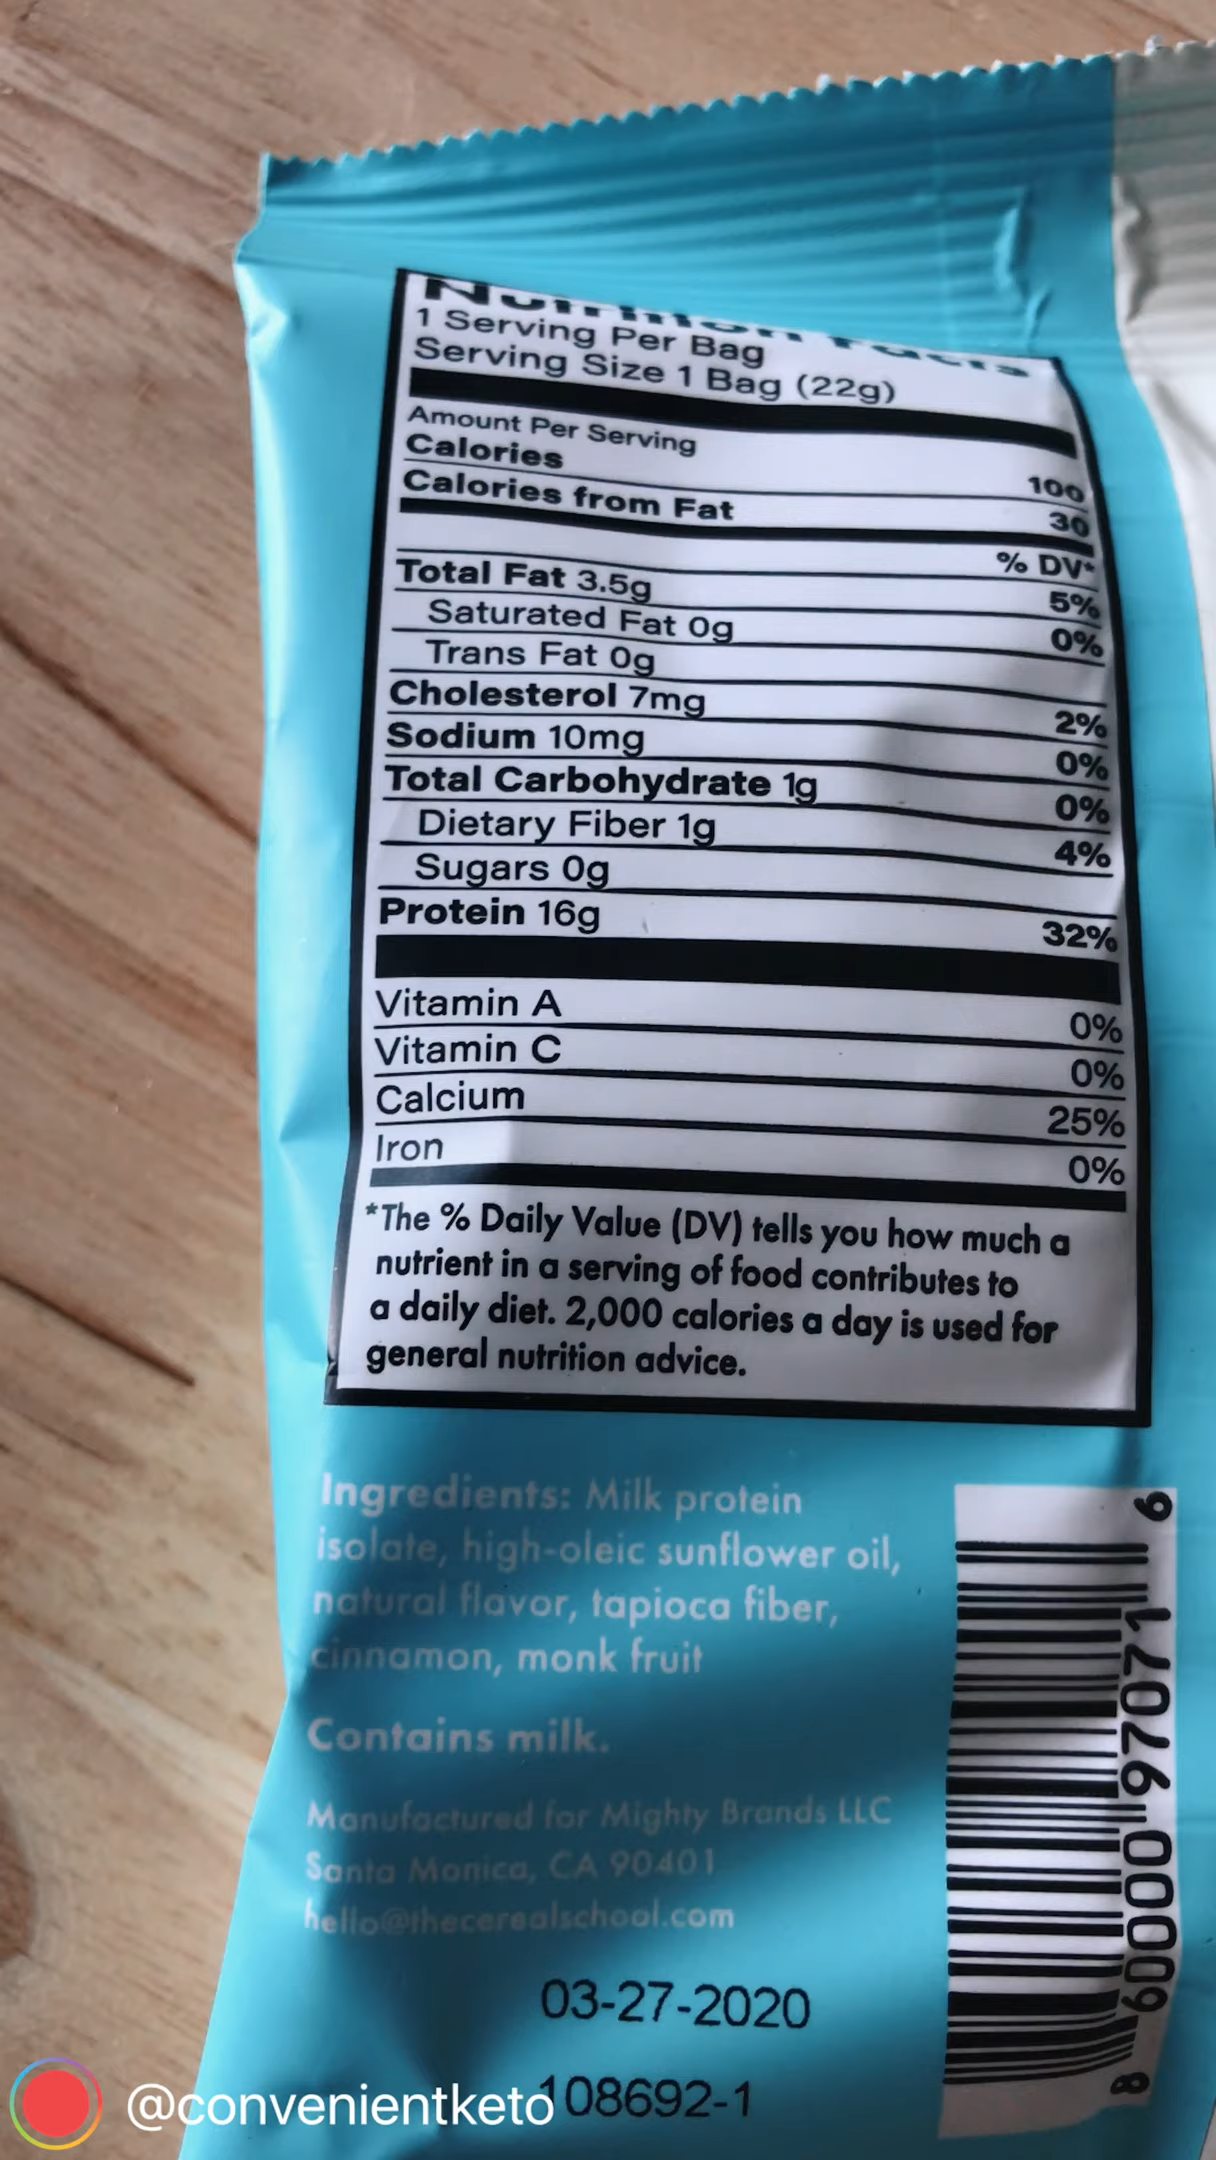 Nutrition Facts
1 Serving Per Bag
Serving Size 1 Bag (22g)
Amount Per Serving
Calories 100
Calories from Fat 30
% DV*
Total Fat 3.5g 5%
Saturated Fat 0g 0%
Trans Fat 0g
Cholesterol 7mg 2%
Sodium 10mg 0%
Total Carbohydrate 1g 0%
Dietary Fiber 1g 4%
Sugars 0g
Protein 16g 32%
Vitamin A 0%
Vitamin C 0%
Calcium 25%
Iron 0%
*The % Daily Value (DV) tells you how much a
nutrient in a serving of food contributes to
a daily diet. 2,000 calories a day is used for
general nutrition advice.
Ingredients: Milk protein
isolate, high-oleic sunflower oil,
natural flavor, tapioca fiber,
cinnamon, monk fruit
Contains milk.
Manufactured for Mighty Brands LLC
Santa Monica, CA 90401
hello@thecerealschool.com
9 17076 00009 8
03-27-2020
108692-1
@convenientketo